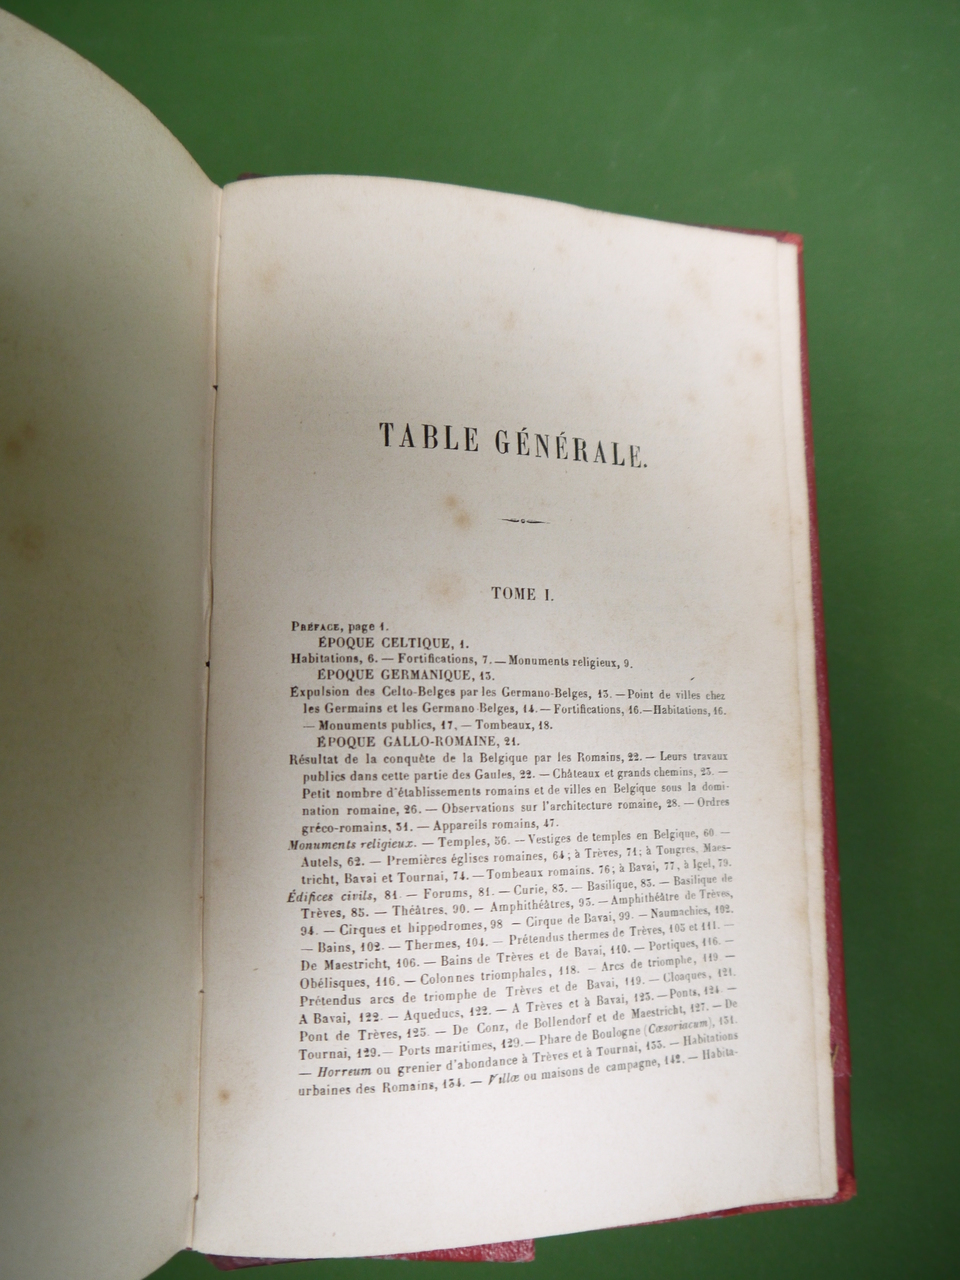 TABLE GÉNÉRALE.
TOME I.
PRÉFACE, page 1.
ÉPOQUE CELTIQUE, 1.
Habitations, 6. — Fortifications, 7. — Monuments religieux, 9.
ÉPOQUE GERMANIQUE, 13.
Expulsion des Celto-Belges par les Germano-Belges, 13. — Point de villes chez
les Germains et les Germano-Belges, 14. — Fortifications, 16. — Habitations, 16.
— Monuments publics, 17. — Tombeaux, 18.
ÉPOQUE GALLO-ROMAINE, 21.
Résultat de la conquête de la Belgique par les Romains, 22. — Leurs travaux
publics dans cette partie des Gaules, 22. — Châteaux et grands chemins, 23. —
Petit nombre d'établissements romains et de villes en Belgique sous la domi-
nation romaine, 26. — Observations sur l'architecture romaine, 28. — Ordres
gréco-romains, 31. — Appareils romains, 47.
Monuments religieux. — Temples, 56. — Vestiges de temples en Belgique, 60 —
Autels, 62. — Premières églises romaines, 64; à Trèves, 71; à Tongres, Maes-
tricht, Bavai et Tournai, 74. — Tombeaux romains. 76; à Bavai, 77, à Igel, 79.
Édifices civils, 81. — Forums, 81. — Curie, 83. — Basilique, 83. — Basilique de
Trèves, 85. — Théâtres. 90. — Amphithéâtres, 93. — Amphithéâtre de Trèves,
94. — Cirques et hippodromes, 98 — Cirque de Bavai, 99. — Naumachies, 102.
— Bains, 102. — Thermes, 104. — Prétendus thermes de Trèves, 105 et 111. —
De Maestricht, 106. — Bains de Trèves et de Bavai, 110. — Portiques, 116. —
Obélisques, 116. — Colonnes triomphales, 118. — Arcs de triomphe, 119 —
Prétendus arcs de triomphe de Trèves et de Bavai, 119. — Cloaques, 121.
A Bavai, 122. — Aqueducs, 122. — A Trèves et à Bavai, 123. — Ponts, 124. —
Pont de Trèves, 125. — De Conz, de Bollendorf et de Maestricht, 127. — De
Tournai, 129. — Ports maritimes, 129. — Phare de Boulogne (Cæsoriacum), 131.
— Horreum ou grenier d'abondance à Trèves et à Tournai, 133. — Habitations
urbaines des Romains, 134. — Villæ ou maisons de campagne, 142. — Habita-